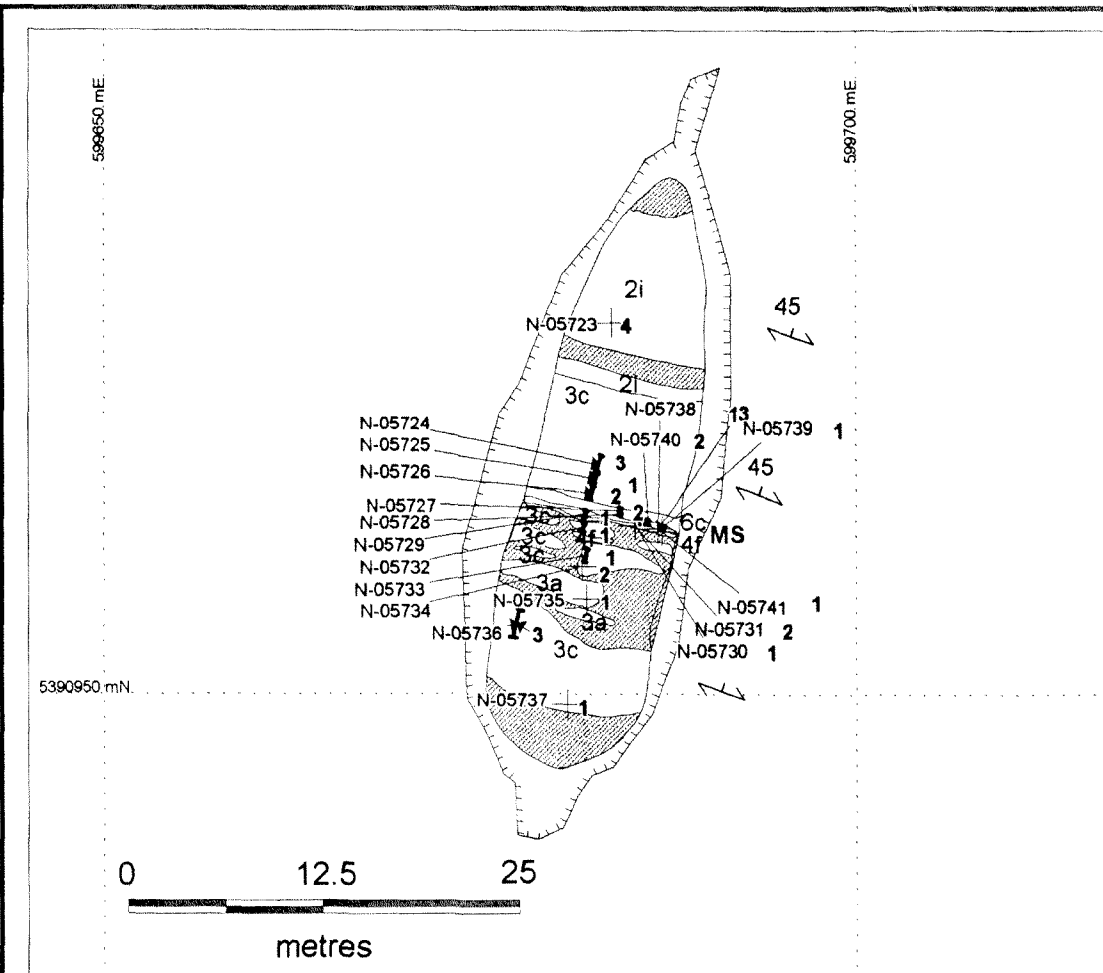 599650.mE
599700.mE
2i
45
N-05723 4
2i
3c
N-05738
13
N-05739 1
N-05724
N-05740 2
N-05725
3
45
N-05726
1
2
N-05727
2
6c
3c
1
N-05728
MS
3c
4f
1
4f
N-05729
3c
1
N-05732
2
3a
N-05733
N-05735 1
N-05741 1
N-05734
3a
N-05731 2
N-05736 3
3c
N-05730 1
5390950.mN.
N-05737 1
0 12.5 25
metres